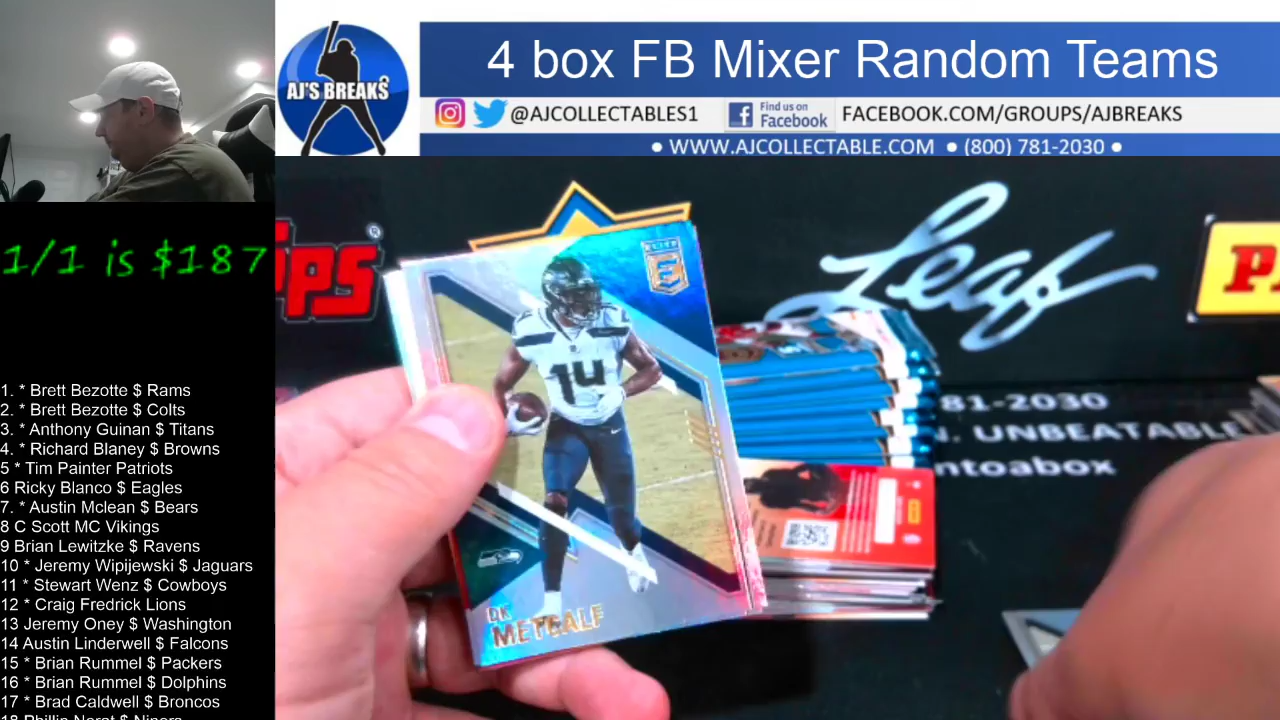 AJ'S BREAKS
4 box FB Mixer Random Teams
@AJCOLLECTABLES1
Find us on
Facebook
FACEBOOK.COM/GROUPS/AJBREAKS
• WWW.AJCOLLECTABLE.COM • (800) 781-2030 •
1/1 is $187
1. * Brett Bezotte $ Rams
2. * Brett Bezotte $ Colts
3. * Anthony Guinan $ Titans
4. * Richard Blaney $ Browns
5 * Tim Painter Patriots
6 Ricky Blanco $ Eagles
7. * Austin Mclean $ Bears
8 C Scott MC Vikings
9 Brian Lewitzke $ Ravens
10 * Jeremy Wipijewski $ Jaguars
11 * Stewart Wenz $ Cowboys
12 * Craig Fredrick Lions
13 Jeremy Oney $ Washington
14 Austin Linderwell $ Falcons
15 * Brian Rummel $ Packers
16 * Brian Rummel $ Dolphins
17 * Brad Caldwell $ Broncos
Leaf
ELITE
E
14
DK
METCALF
81-2030
UNBEATABLE
ntoabox